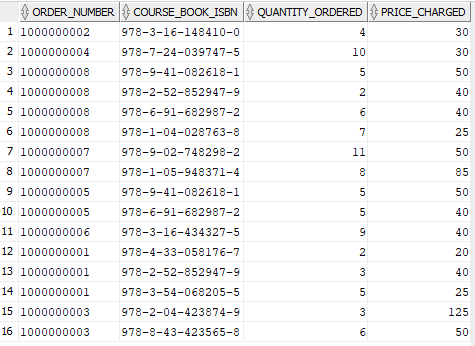 ORDER_NUMBER COURSE_BOOK_ISBN QUANTITY_ORDERED PRICE_CHARGED
1 1000000002 978-3-16-148410-0 4 30
2 1000000004 978-7-24-039747-5 10 30
3 1000000008 978-9-41-082618-1 5 50
4 1000000008 978-2-52-852947-9 2 40
5 1000000008 978-6-91-682987-2 6 40
6 1000000008 978-1-04-028763-8 7 25
7 1000000007 978-9-02-748298-2 11 50
8 1000000007 978-1-05-948371-4 8 85
9 1000000005 978-9-41-082618-1 5 50
10 1000000005 978-6-91-682987-2 5 40
11 1000000006 978-3-16-434327-5 9 40
12 1000000001 978-4-33-058176-7 2 20
13 1000000001 978-2-52-852947-9 3 40
14 1000000001 978-3-54-068205-5 5 25
15 1000000003 978-2-04-423874-9 3 125
16 1000000003 978-8-43-423565-8 6 50